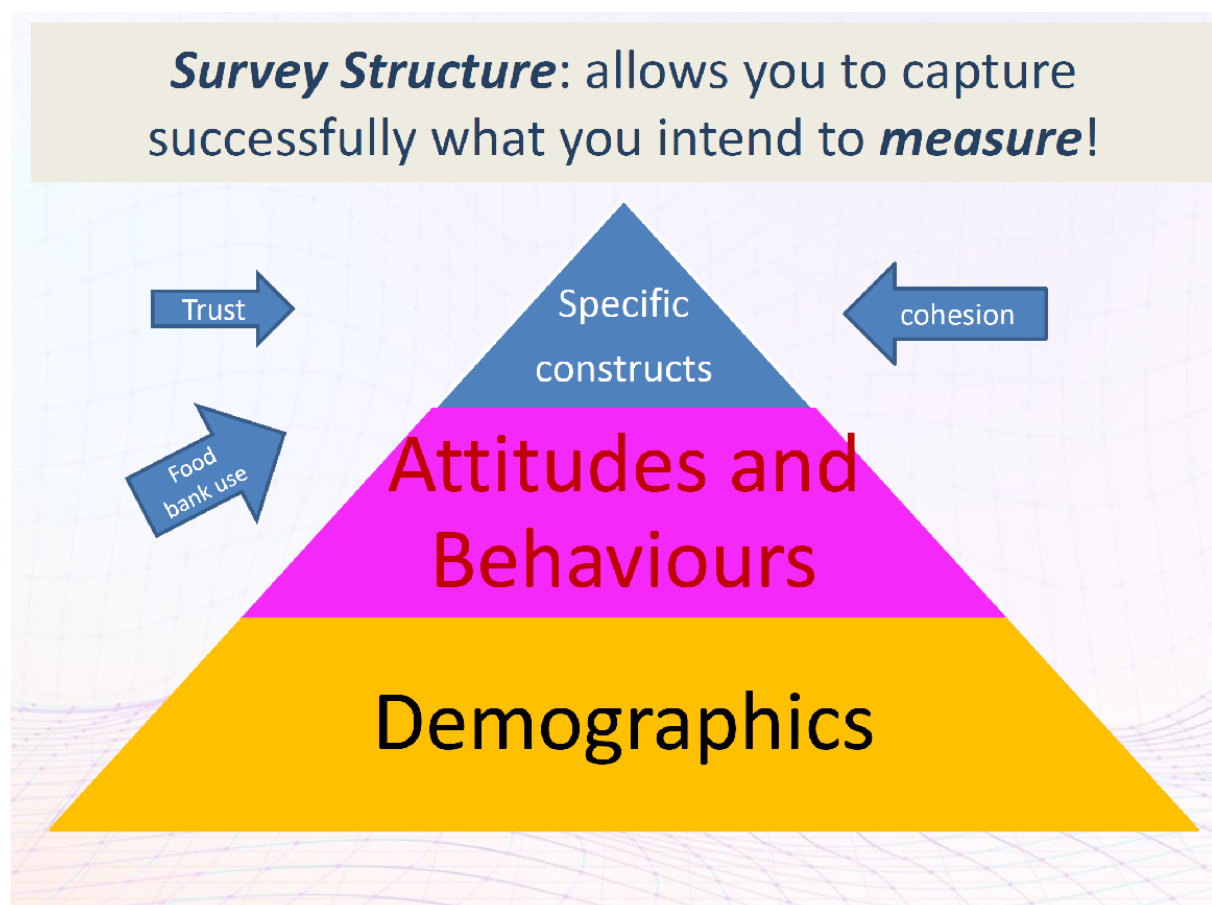 Survey Structure: allows you to capture
successfully what you intend to measure!
Trust
Specific
constructs
cohesion
Food
bank use
Attitudes and
Behaviours
Demographics